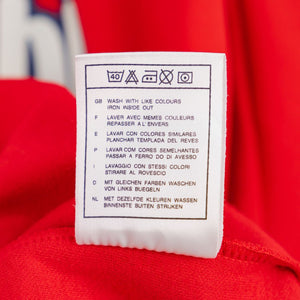 h
40
GB WASH WITH LIKE COLOURS
IRON INSIDE OUT
F LAVER AVEC MEMES COULEURS
REPASSER A L'ENVERS
E LAVAR CON COLORES SIMILARES
PLANCHAR TEMPLADA DEL REVES
P LAVAR COM CORES SEMELHANTES
PASSAR A FERRO DO DI AVESSO
I LAVAGGIO CON STESSI COLORI
STIRARE AL ROVESCIO
D MIT GLEICHEN FARBEN WASCHEN
VON LINKS BUEGELN
NL MET DEZELFDE KLEUREN WASSEN
BINNENSTE BUITEN STRIJKEN